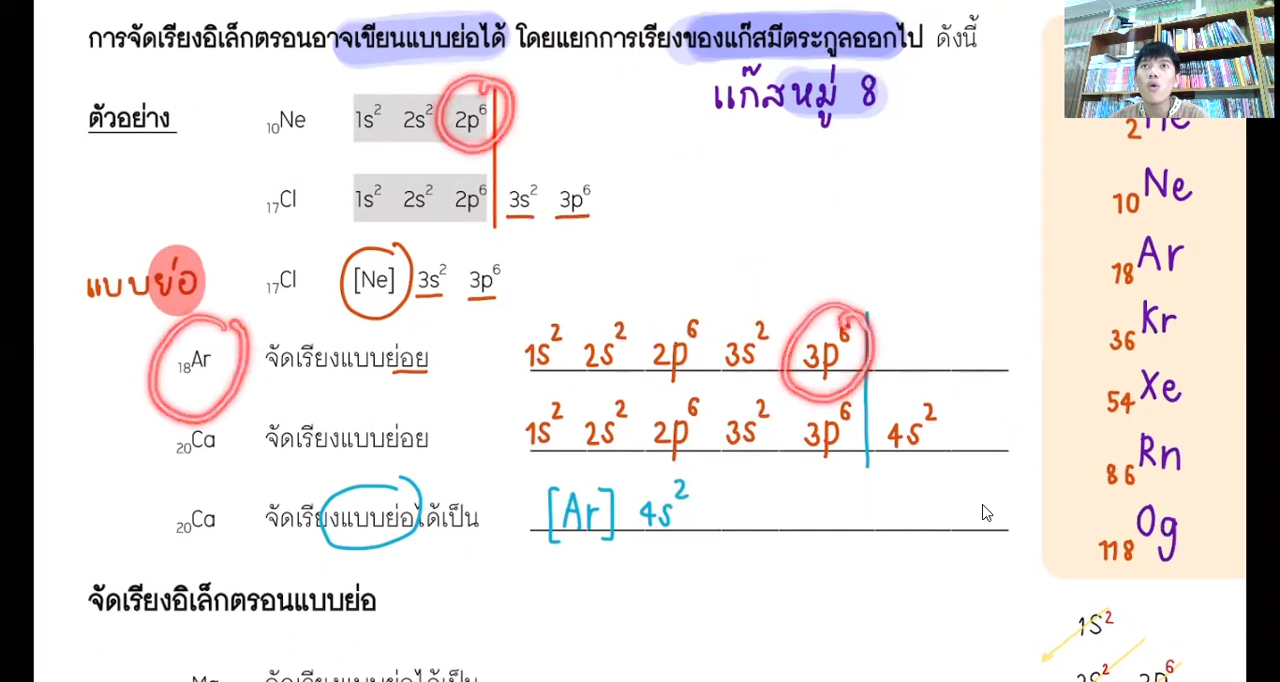 การจัดเรียงอิเล็กตรอนอาจเขียนแบบย่อได้ โดยแยกการเรียงของแก๊สมีตระกูลออกไป ดังนี้
แก๊สหมู่ 8
ตัวอย่าง ₁₀Ne 1s² 2s² 2p⁶
₁₇Cl 1s² 2s² 2p⁶ 3s² 3p⁶
แบบย่อ ₁₇Cl [Ne] 3s² 3p⁶
₁₈Ar จัดเรียงแบบย่อย 1s² 2s² 2p⁶ 3s² 3p⁶
₂₀Ca จัดเรียงแบบย่อย 1s² 2s² 2p⁶ 3s² 3p⁶ 4s²
₂₀Ca จัดเรียงแบบย่อได้เป็น [Ar] 4s²
จัดเรียงอิเล็กตรอนแบบย่อ
₂He
₁₀Ne
₁₈Ar
₃₆Kr
₅₄Xe
₈₆Rn
₁₁₈Og
1s²
2s² 2p⁶